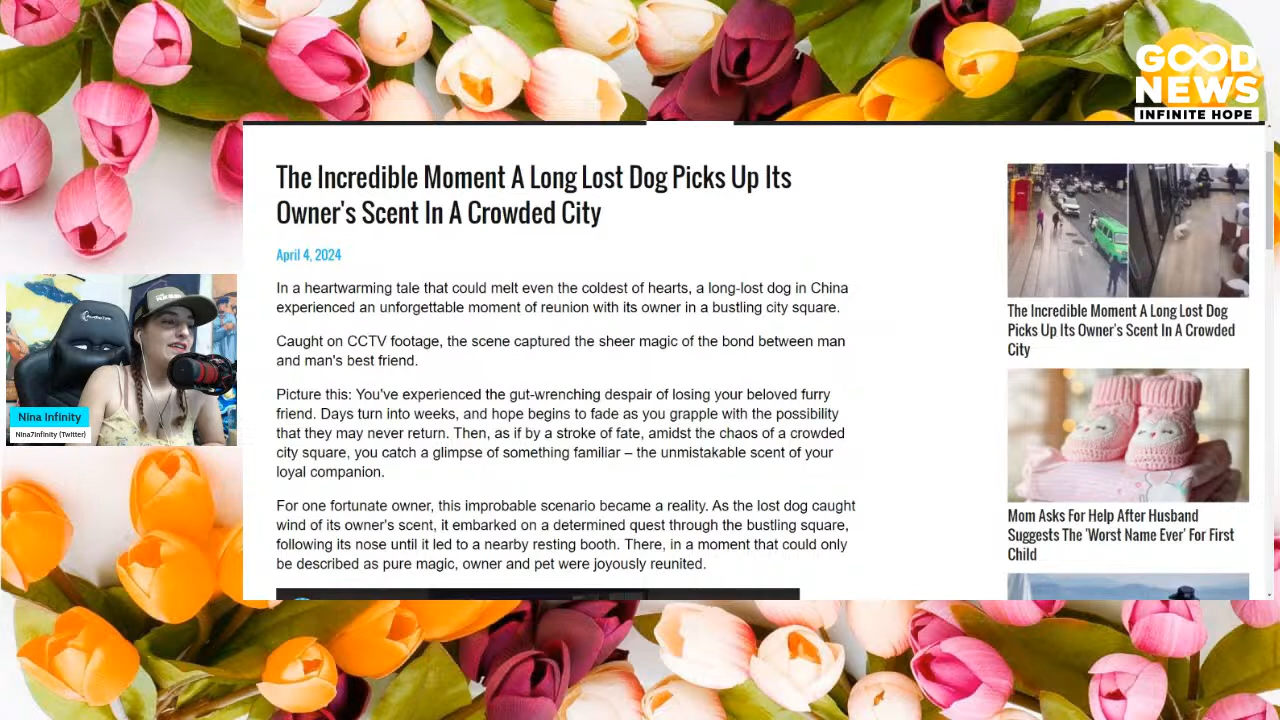 GOOD
NEWS
INFINITE HOPE
The Incredible Moment A Long Lost Dog Picks Up Its
Owner's Scent In A Crowded City
April 4, 2024
In a heartwarming tale that could melt even the coldest of hearts, a long-lost dog in China
experienced an unforgettable moment of reunion with its owner in a bustling city square.
Caught on CCTV footage, the scene captured the sheer magic of the bond between man
and man's best friend.
Picture this: You've experienced the gut-wrenching despair of losing your beloved furry
friend. Days turn into weeks, and hope begins to fade as you grapple with the possibility
that they may never return. Then, as if by a stroke of fate, amidst the chaos of a crowded
city square, you catch a glimpse of something familiar – the unmistakable scent of your
loyal companion.
For one fortunate owner, this improbable scenario became a reality. As the lost dog caught
wind of its owner's scent, it embarked on a determined quest through the bustling square,
following its nose until it led to a nearby resting booth. There, in a moment that could only
be described as pure magic, owner and pet were joyously reunited.
The Incredible Moment A Long Lost Dog
Picks Up Its Owner's Scent In A Crowded
City
Mom Asks For Help After Husband
Suggests The 'Worst Name Ever' For First
Child
Nina Infinity
Nina7Infinity (Twitter)